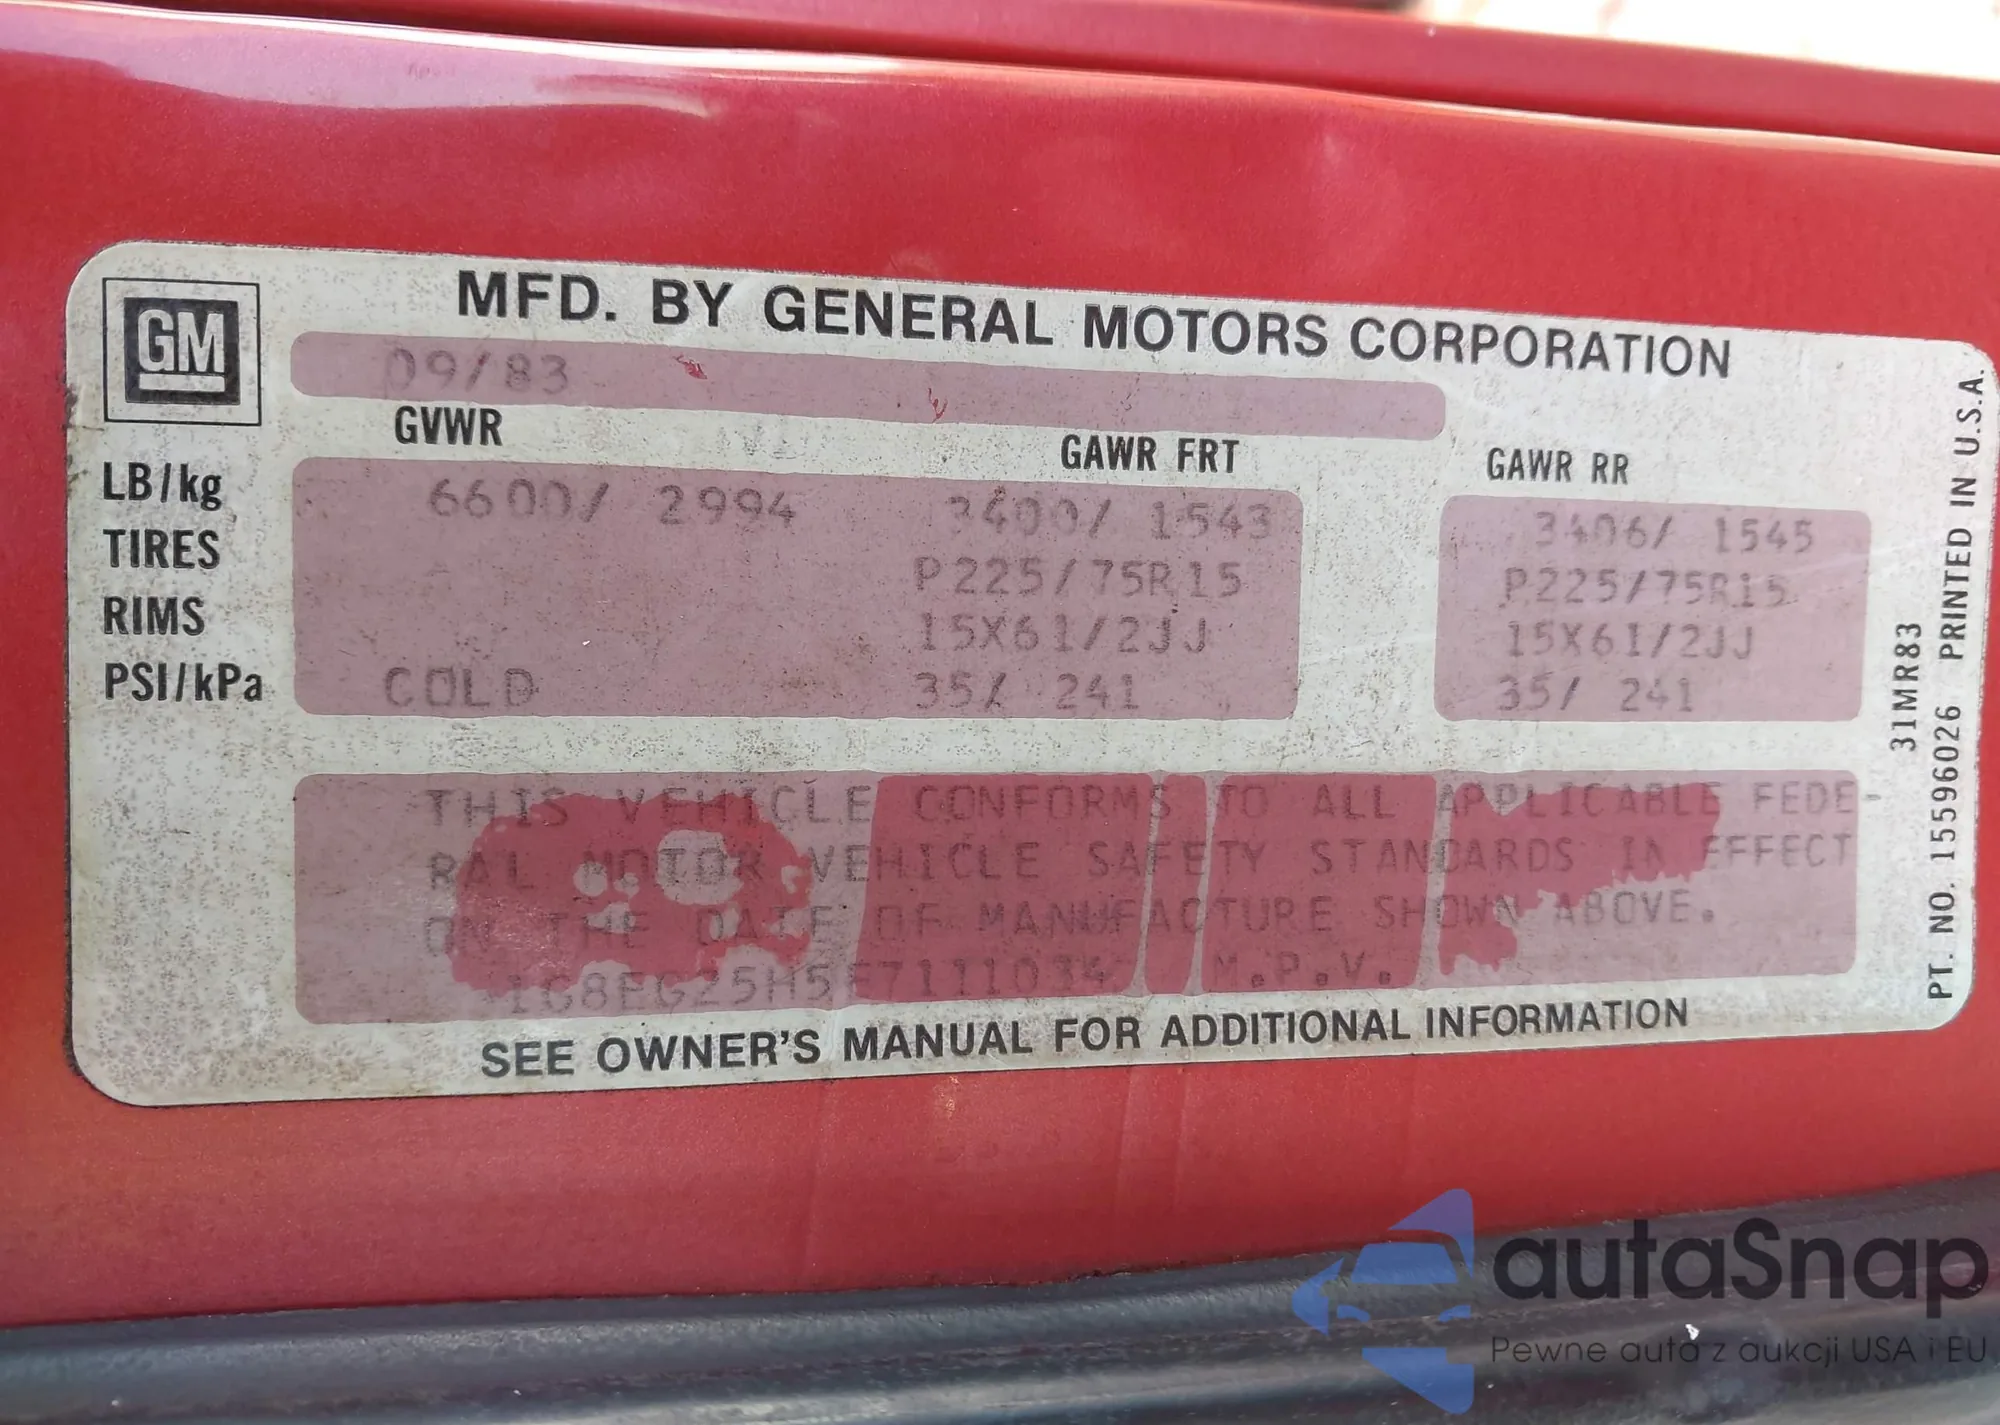 GM
MFD. BY GENERAL MOTORS CORPORATION
09/83
GVWR GAWR FRT GAWR RR
LB/kg 6600/ 2994 3400/ 1543 3406/ 1545
TIRES P225/75R15 P225/75R15
RIMS 15X61/2JJ 15X61/2JJ
PSI/kPa COLD 35/ 241 35/ 241
THIS VEHICLE CONFORMS TO ALL APPLICABLE FEDE-
RAL MOTOR VEHICLE SAFETY STANDARDS IN EFFECT
ON THE DATE OF MANUFACTURE SHOWN ABOVE.
1G8EG25H5E7111034 M.P.V.
SEE OWNER'S MANUAL FOR ADDITIONAL INFORMATION
31MR83
PT. NO. 15596026 PRINTED IN U.S.A.
autaSnap
Pewne auta z aukcji USA i EU